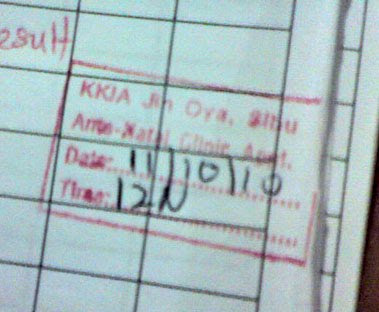 esult
KKIA Jln Oya, Sibu
Ante-Natal Clinic Appt.
Date: 11/10/10
Time: 12N